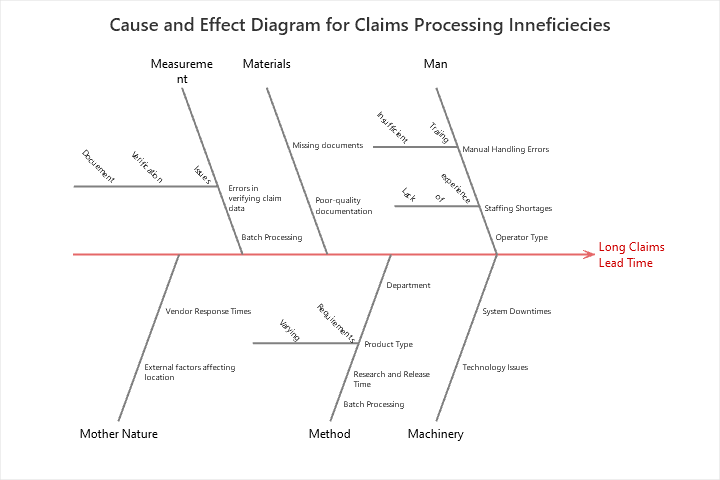 Cause and Effect Diagram for Claims Processing Inneficiecies
Measureme
nt
Materials
Man
Insufficient Traiing
Missing documents
Manual Handling Errors
Docuement Verification Issues
Errors in
verifying claim
data
Lack of experience
Poor-quality
documentation
Staffing Shortages
Batch Processing
Operator Type
Long Claims
Lead Time
Department
Vendor Response Times
System Downtimes
Varying Requirements
Product Type
External factors affecting
location
Research and Release
Time
Technology Issues
Batch Processing
Mother Nature
Method
Machinery